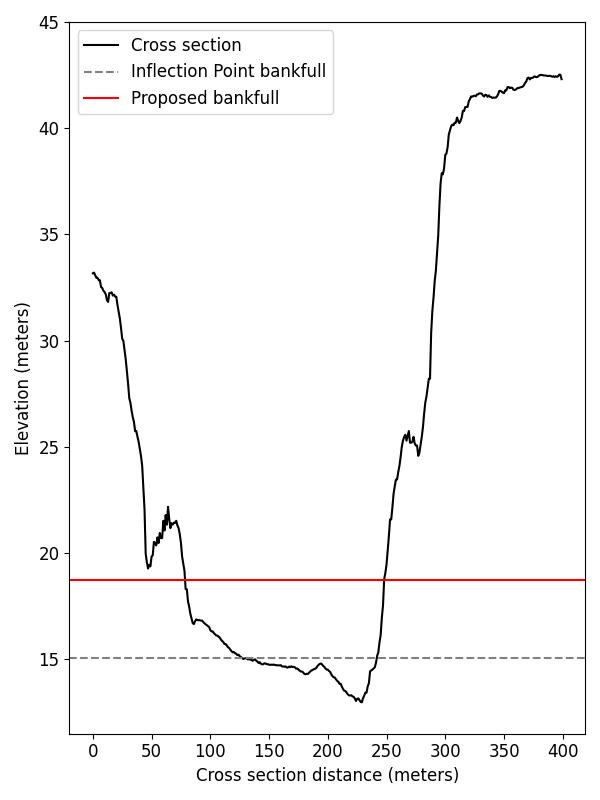 Cross section
Inflection Point bankfull
Proposed bankfull
45
40
35
30
25
20
15
Elevation (meters)
0 50 100 150 200 250 300 350 400
Cross section distance (meters)